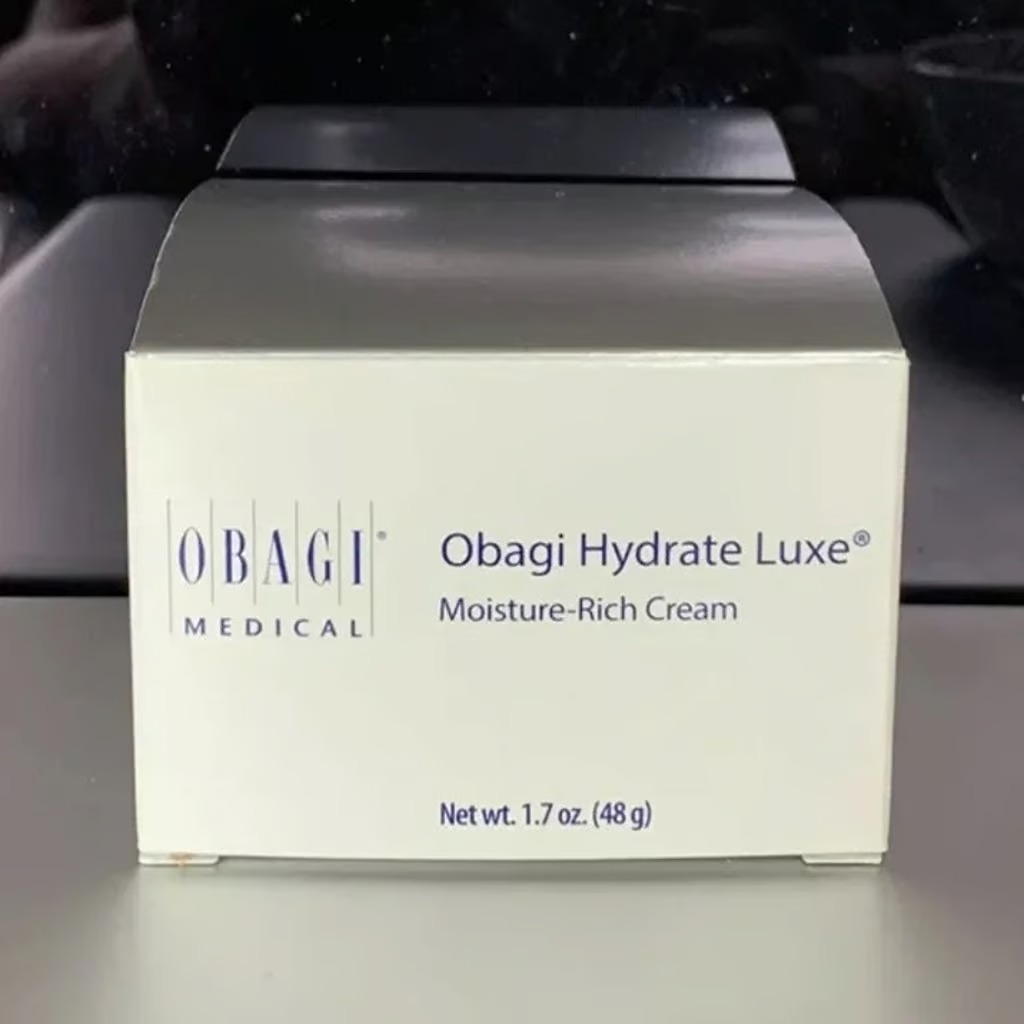 OBAGI®
MEDICAL
Obagi Hydrate Luxe®
Moisture-Rich Cream
Net wt. 1.7 oz. (48 g)